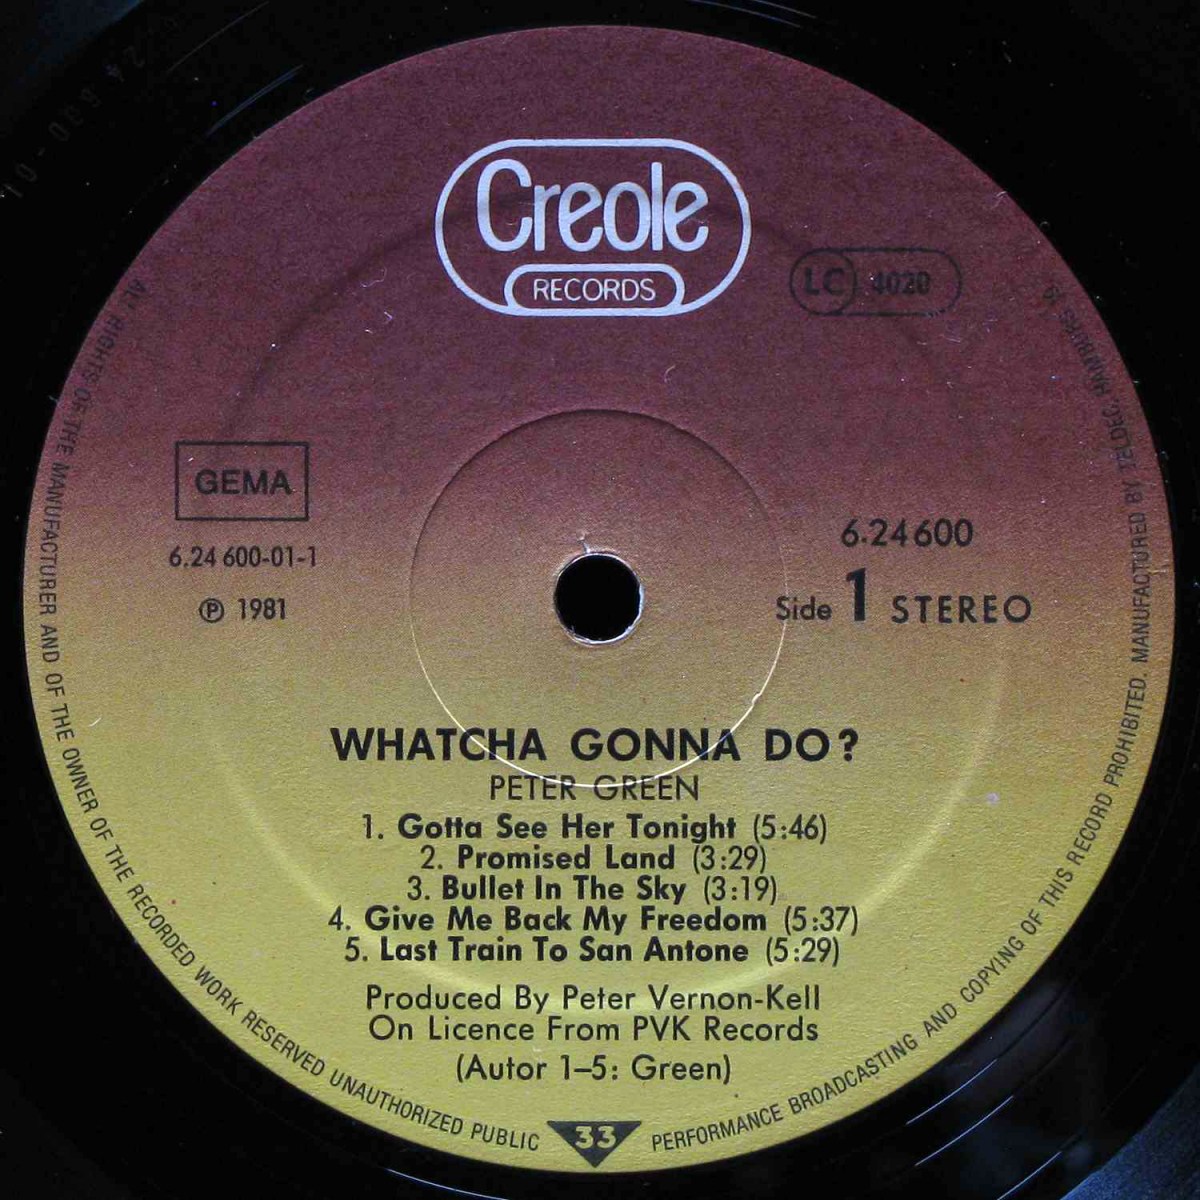 Creole
RECORDS
LC 4020
GEMA
6.24 600-01-1
℗ 1981
6.24600
Side 1 STEREO
WHATCHA GONNA DO?
PETER GREEN
1. Gotta See Her Tonight (5:46)
2. Promised Land (3:29)
3. Bullet In The Sky (3:19)
4. Give Me Back My Freedom (5:37)
5. Last Train To San Antone (5:29)
Produced By Peter Vernon-Kell
On Licence From PVK Records
(Autor 1–5: Green)
33
ALL RIGHTS OF THE MANUFACTURER AND OF THE OWNER OF THE RECORDED WORK RESERVED UNAUTHORIZED PUBLIC PERFORMANCE BROADCASTING AND COPYING OF THIS RECORD PROHIBITED. MANUFACTURED BY TELDEC, HAMBURG 19